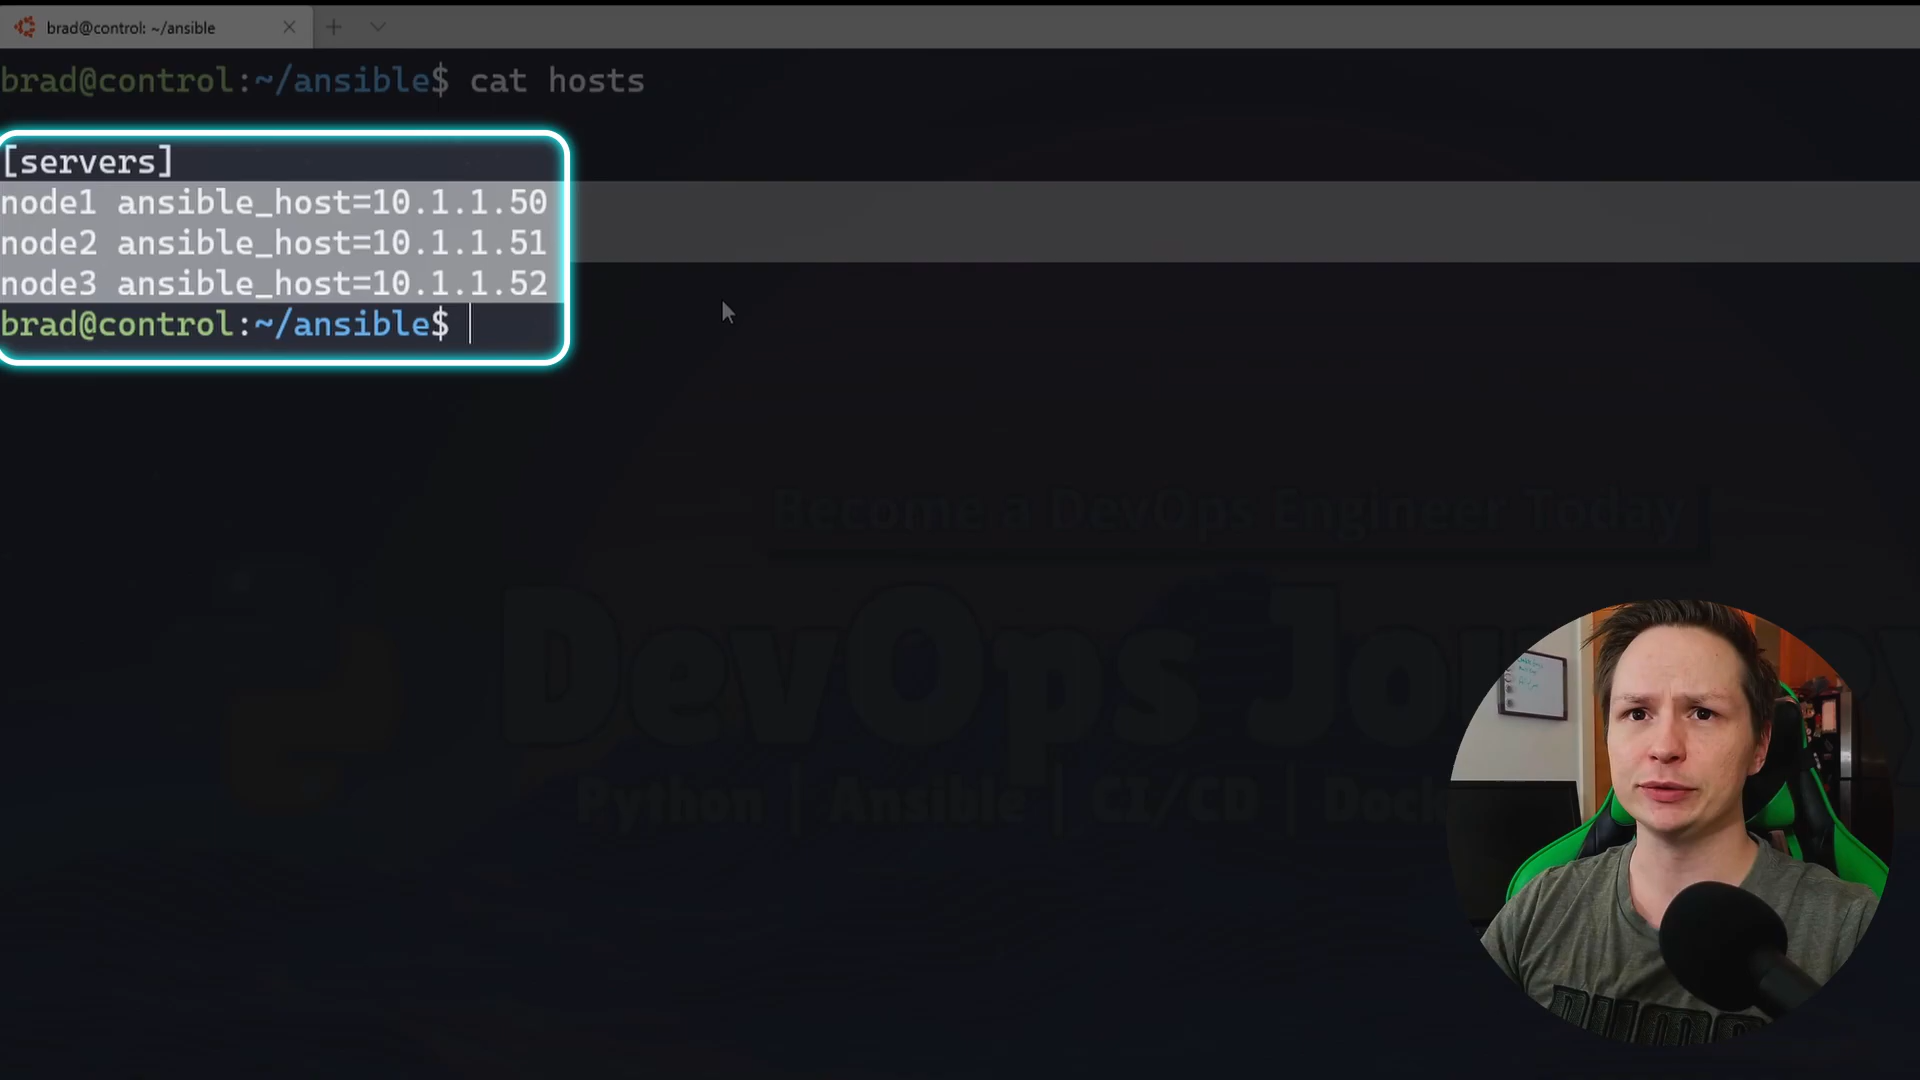 brad@control: ~/ansible
brad@control:~/ansible$ cat hosts
[servers]
node1 ansible_host=10.1.1.50
node2 ansible_host=10.1.1.51
node3 ansible_host=10.1.1.52
brad@control:~/ansible$
Become a DevOps Engineer Today
DevOps
Python | Ansible | CI/CD |